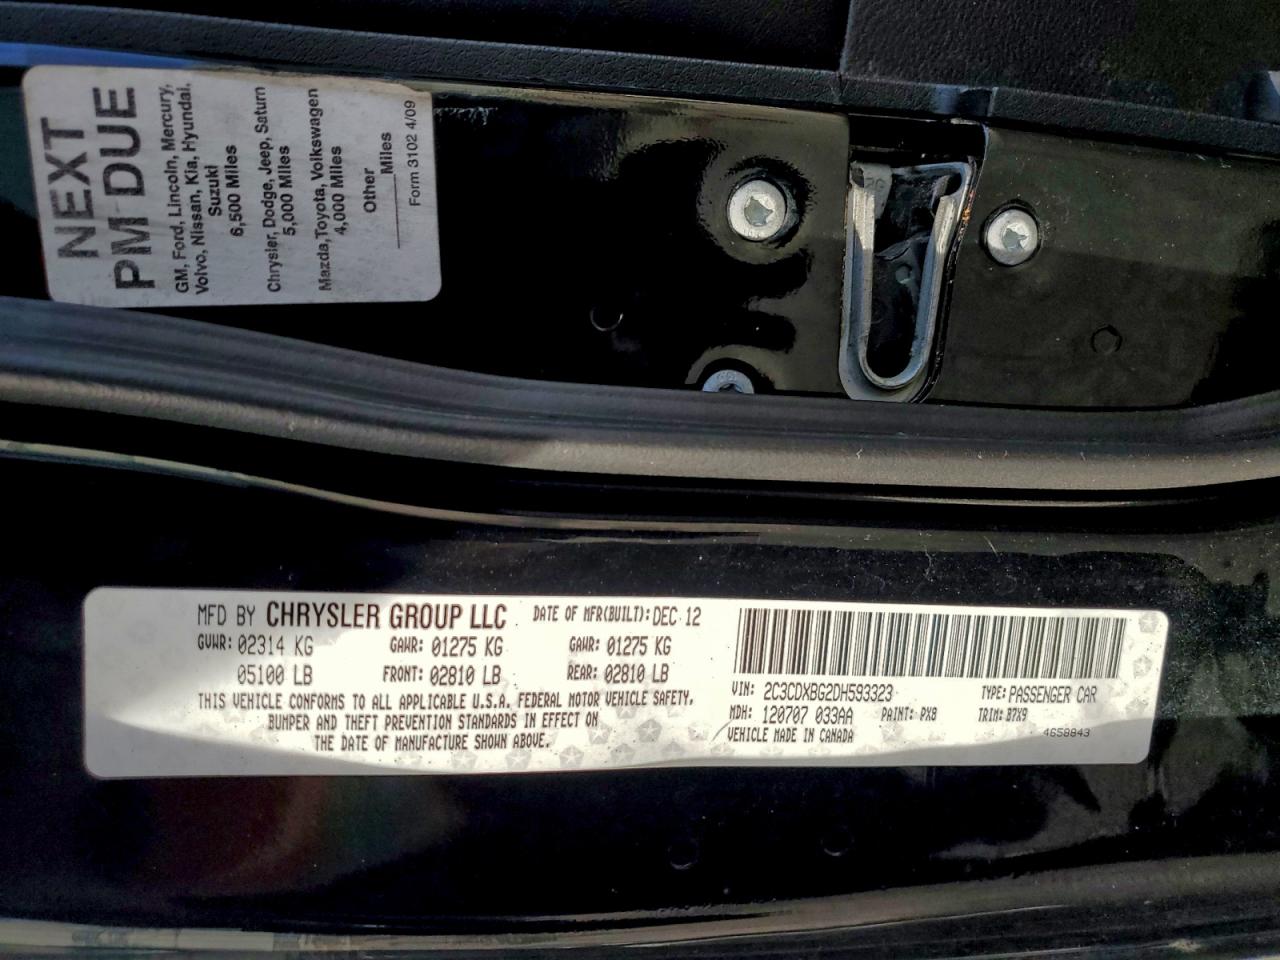 NEXT
PM DUE
GM, Ford, Lincoln, Mercury,
Volvo, Nissan, Kia, Hyundai,
Suzuki
6,500 Miles
Chrysler, Dodge, Jeep, Saturn
5,000 Miles
Mazda, Toyota, Volkswagen
4,000 Miles
Other
______Miles
Form 3102 4/09
MFD BY CHRYSLER GROUP LLC DATE OF MFR(BUILT): DEC 12
GVWR: 02314 KG GAWR: 01275 KG GAWR: 01275 KG
05100 LB FRONT: 02810 LB REAR: 02810 LB
THIS VEHICLE CONFORMS TO ALL APPLICABLE U.S.A. FEDERAL MOTOR VEHICLE SAFETY,
BUMPER AND THEFT PREVENTION STANDARDS IN EFFECT ON
THE DATE OF MANUFACTURE SHOWN ABOVE.
VIN: 2C3CDXBG2DH593323 TYPE: PASSENGER CAR
MDH: 120707 033AA PAINT: PX8 TRIM: B7X9
VEHICLE MADE IN CANADA 4658843